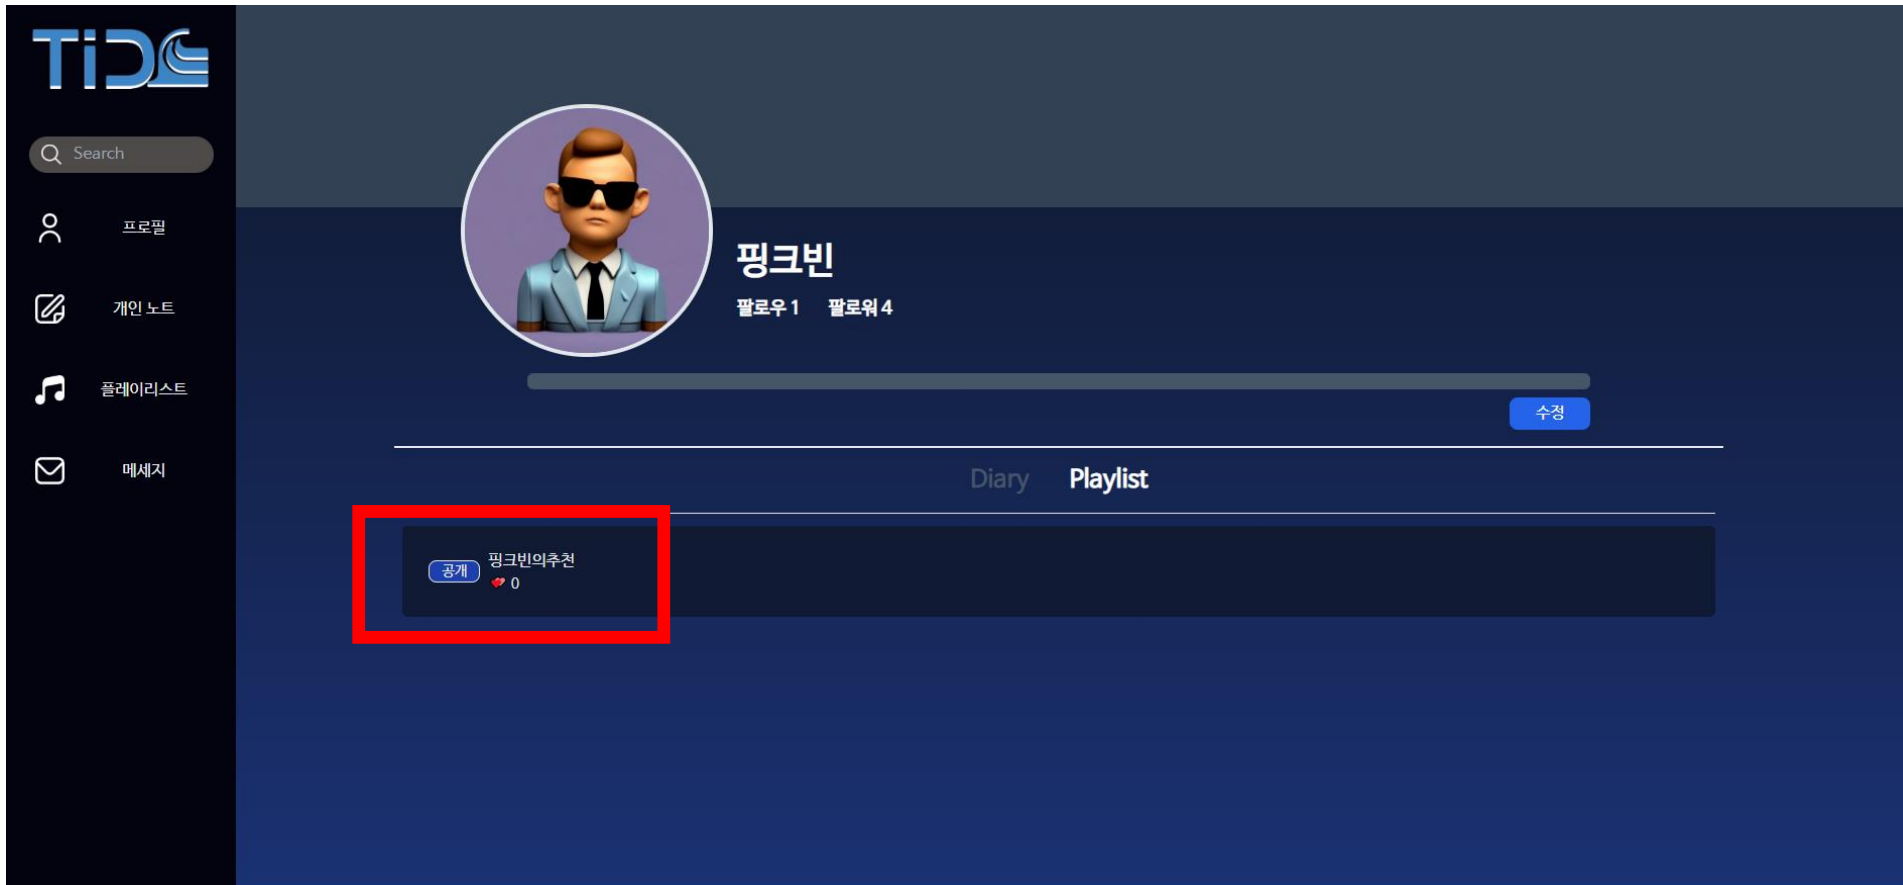 TiDE
Search
프로필
개인 노트
플레이리스트
메세지
핑크빈
팔로우 1 팔로워 4
수정
Diary Playlist
공개 핑크빈의추천
0